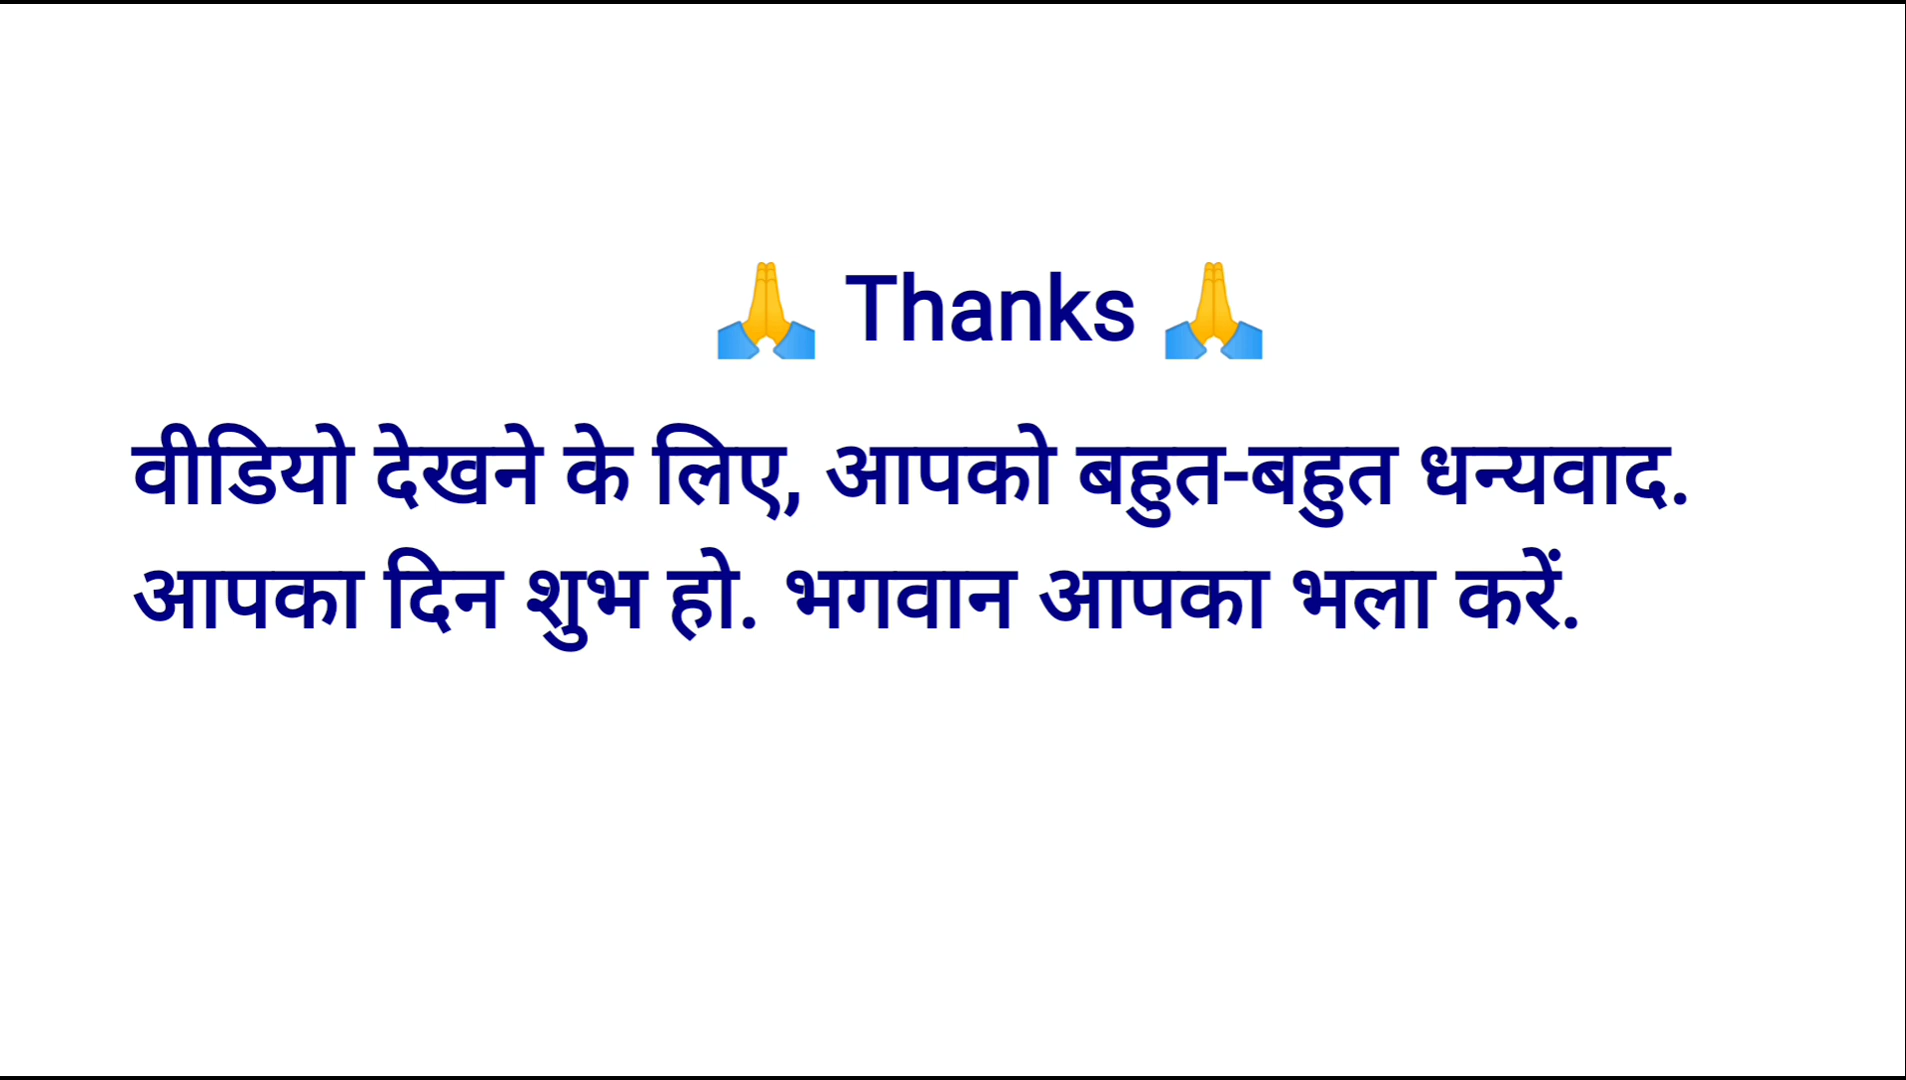 🙏 Thanks 🙏
वीडियो देखने के लिए, आपको बहुत-बहुत धन्यवाद.
आपका दिन शुभ हो. भगवान आपका भला करें.